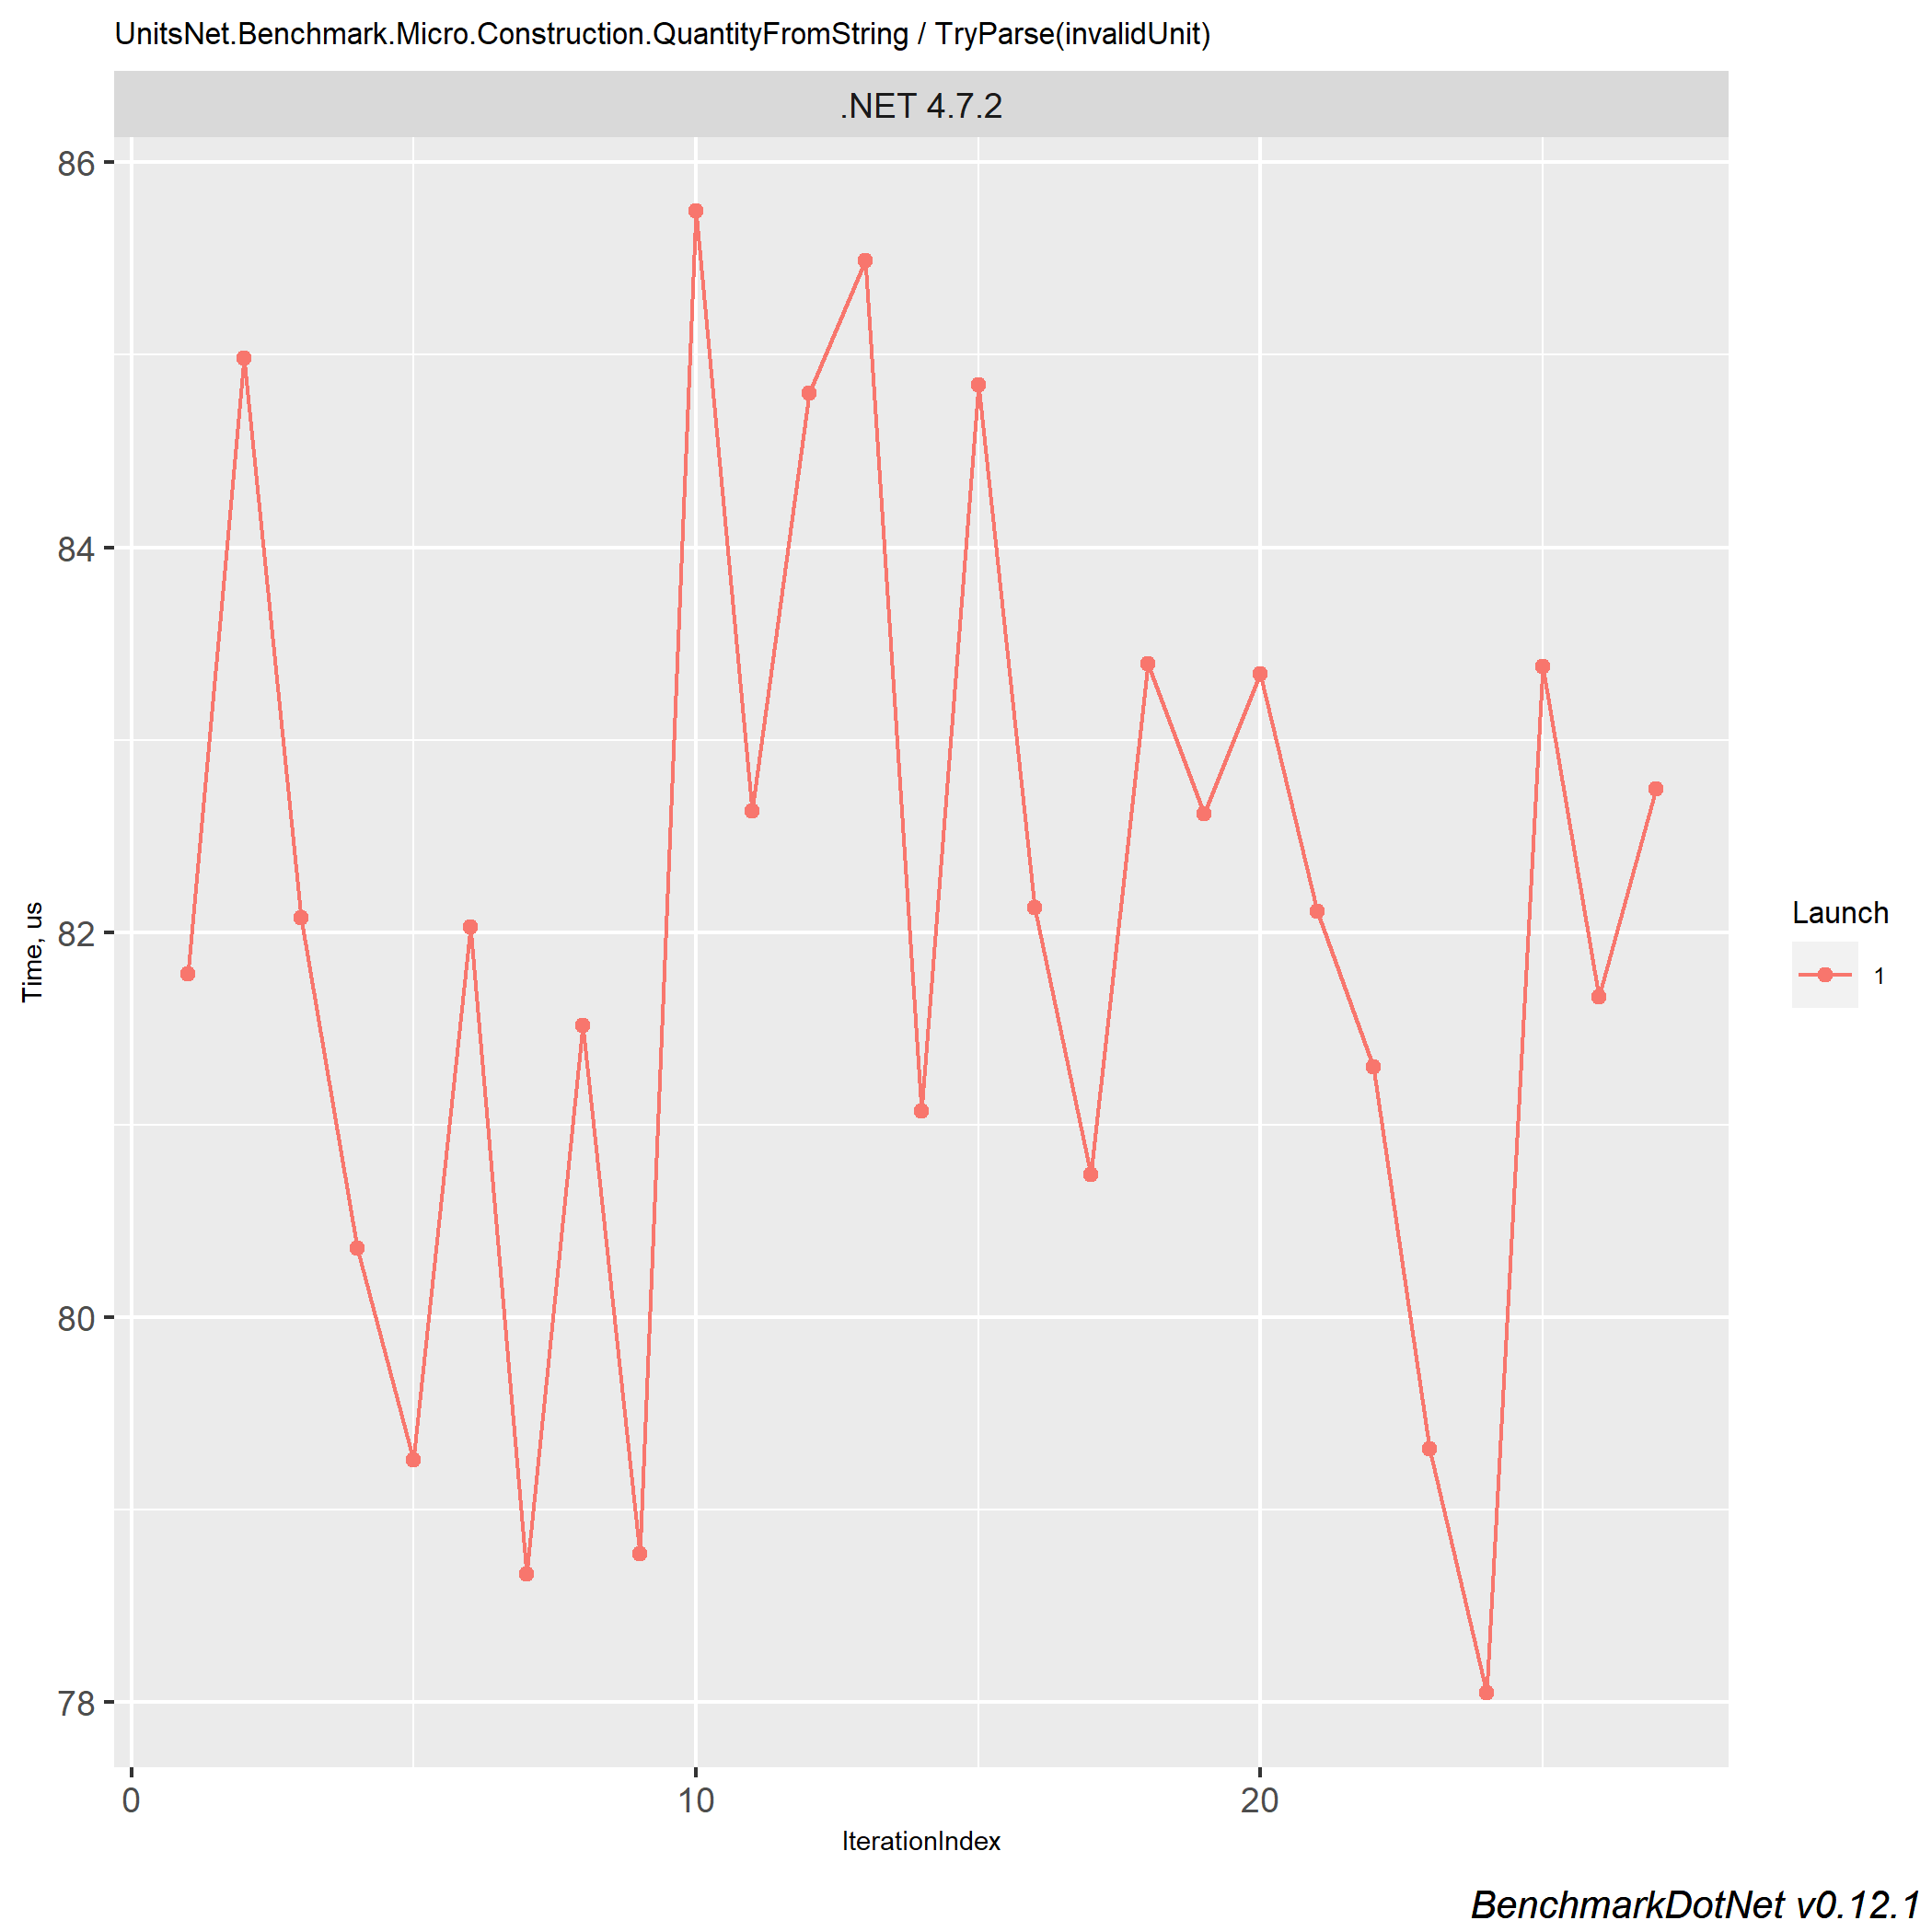 UnitsNet.Benchmark.Micro.Construction.QuantityFromString / TryParse(invalidUnit)
.NET 4.7.2
86
84
82
80
78
Time, us
0 10 20
IterationIndex
Launch
1
BenchmarkDotNet v0.12.1